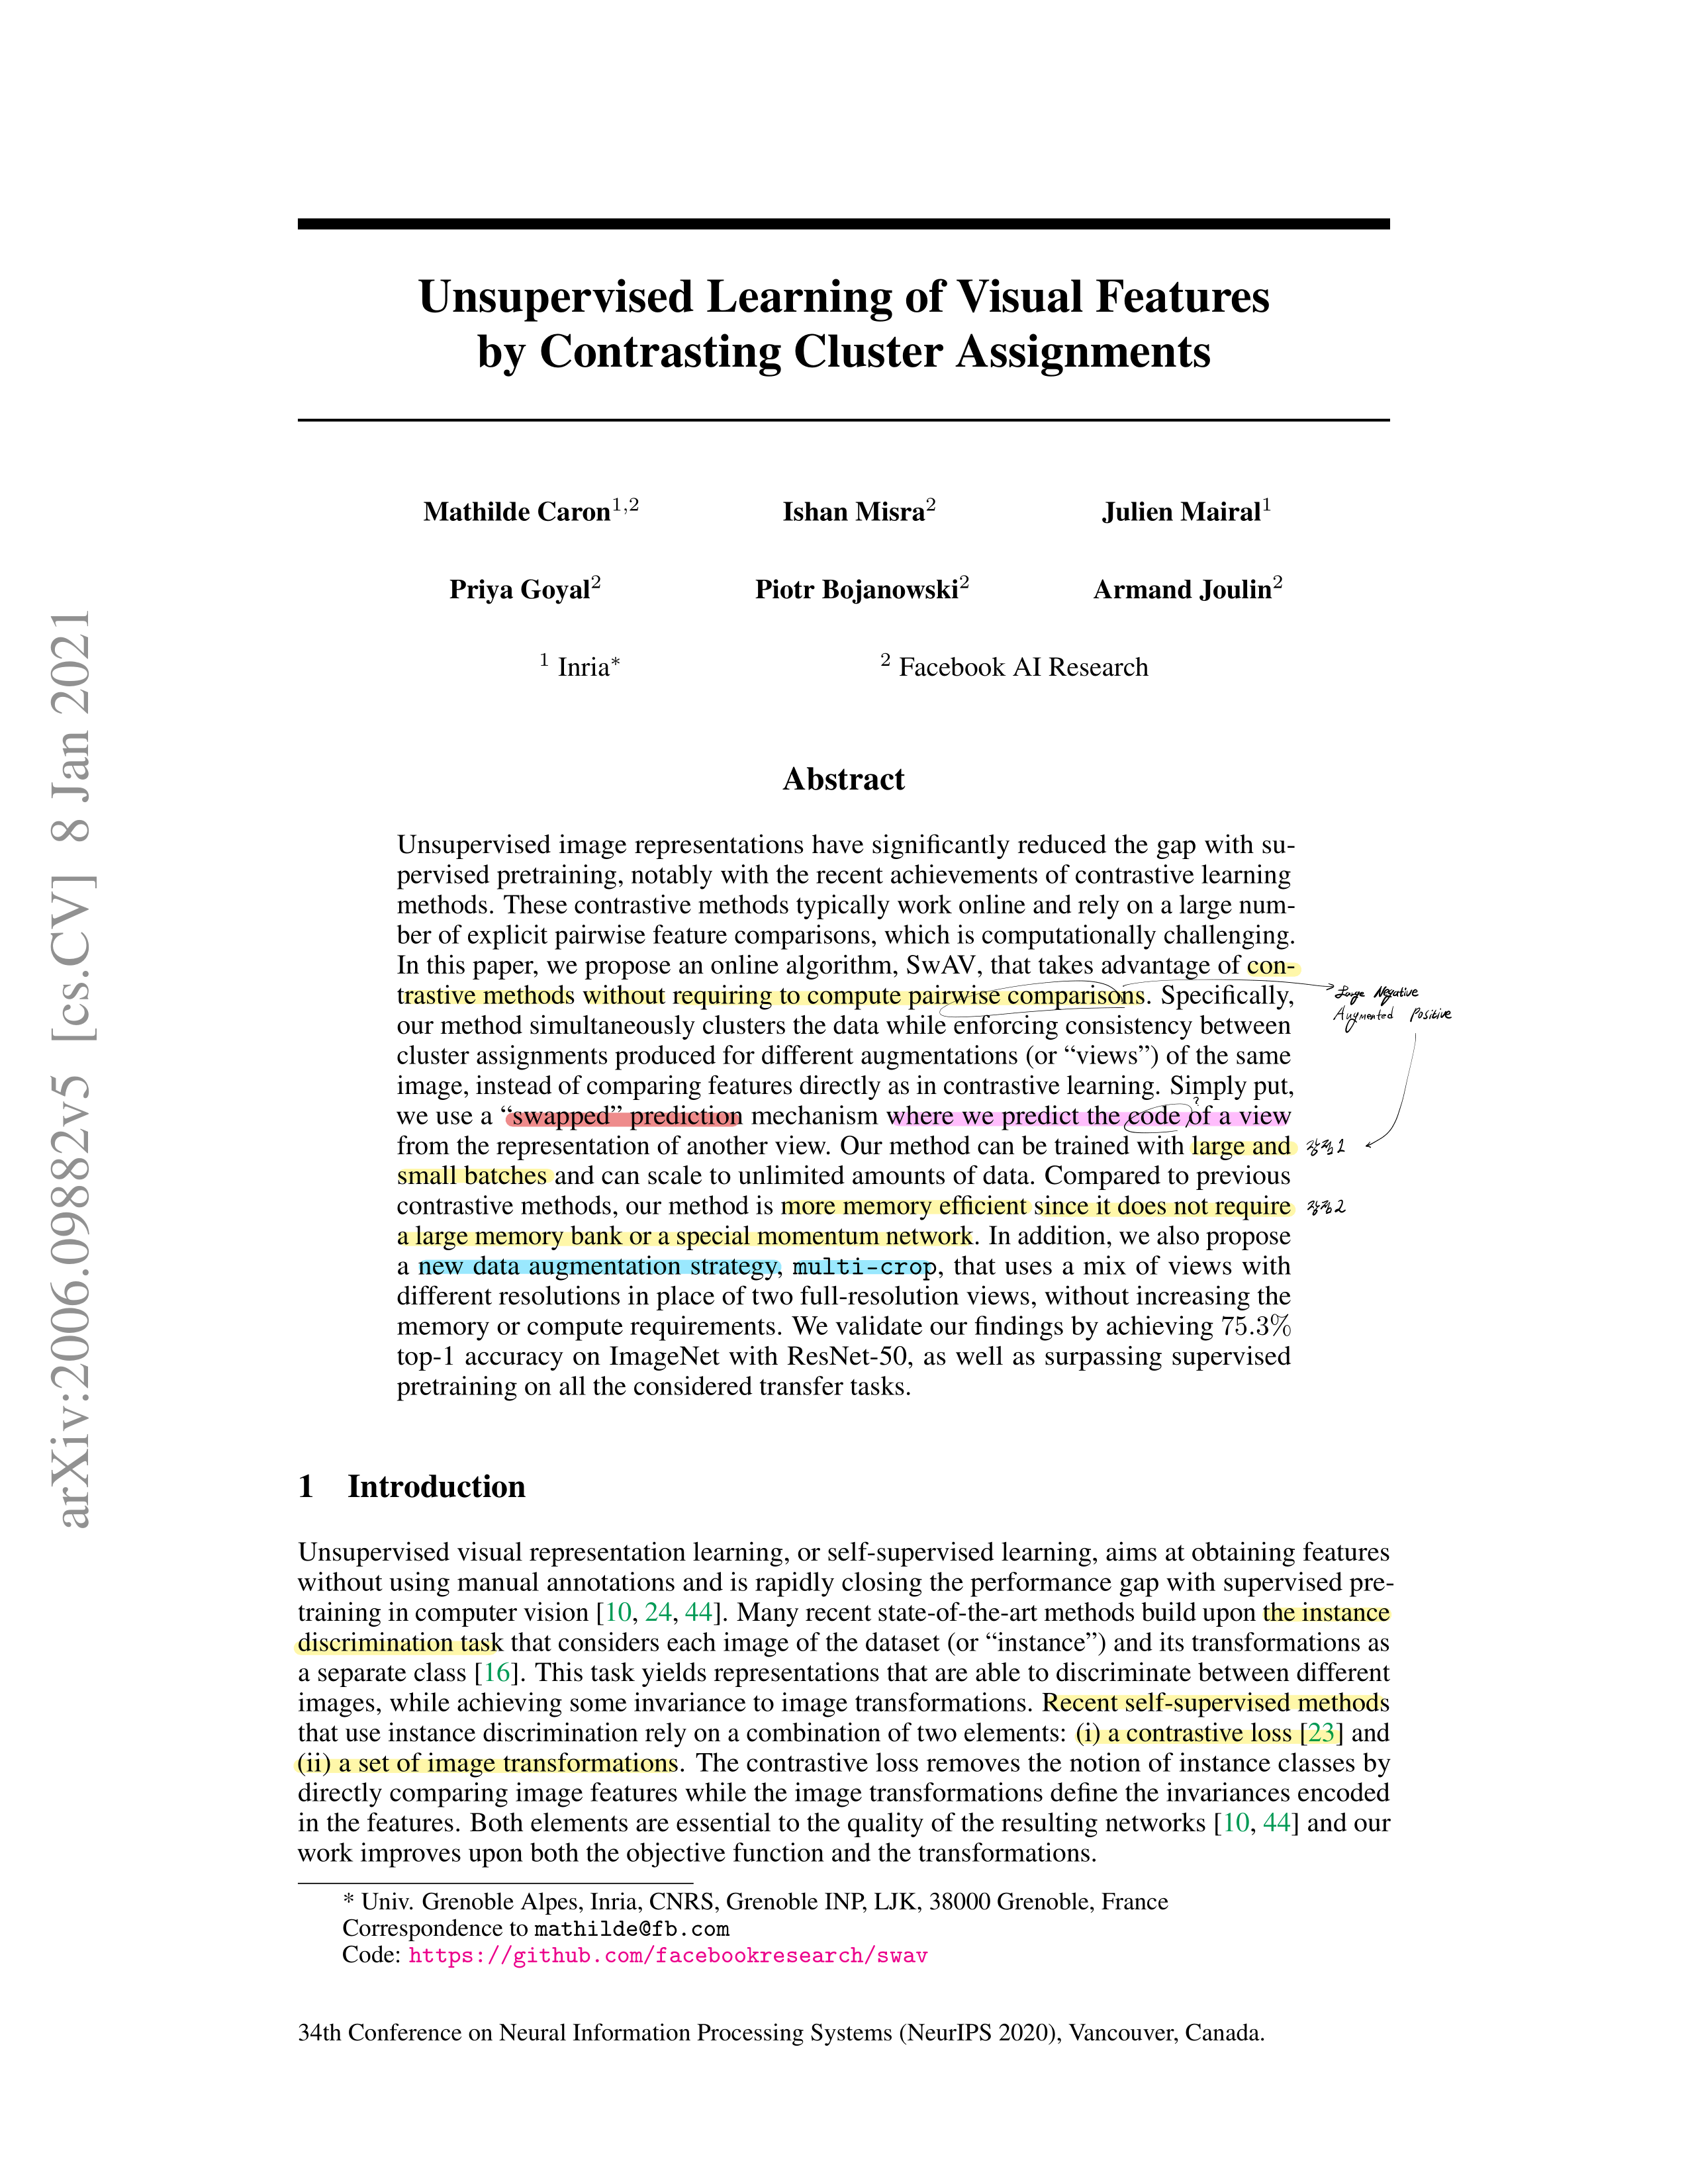 Unsupervised Learning of Visual Features
by Contrasting Cluster Assignments
Mathilde Caron1,2 Ishan Misra2 Julien Mairal1
Priya Goyal2 Piotr Bojanowski2 Armand Joulin2
1 Inria* 2 Facebook AI Research
arXiv:2006.09882v5 [cs.CV] 8 Jan 2021
Abstract
Unsupervised image representations have significantly reduced the gap with su-
pervised pretraining, notably with the recent achievements of contrastive learning
methods. These contrastive methods typically work online and rely on a large num-
ber of explicit pairwise feature comparisons, which is computationally challenging.
In this paper, we propose an online algorithm, SwAV, that takes advantage of con-
trastive methods without requiring to compute pairwise comparisons. Specifically,
Large Negative
Augmented Positive
our method simultaneously clusters the data while enforcing consistency between
cluster assignments produced for different augmentations (or “views”) of the same
image, instead of comparing features directly as in contrastive learning. Simply put,
we use a “swapped” prediction mechanism where we predict the code of a view
?
from the representation of another view. Our method can be trained with large and
강점1
small batches and can scale to unlimited amounts of data. Compared to previous
contrastive methods, our method is more memory efficient since it does not require
강점2
a large memory bank or a special momentum network. In addition, we also propose
a new data augmentation strategy, multi-crop, that uses a mix of views with
different resolutions in place of two full-resolution views, without increasing the
memory or compute requirements. We validate our findings by achieving 75.3%
top-1 accuracy on ImageNet with ResNet-50, as well as surpassing supervised
pretraining on all the considered transfer tasks.
1 Introduction
Unsupervised visual representation learning, or self-supervised learning, aims at obtaining features
without using manual annotations and is rapidly closing the performance gap with supervised pre-
training in computer vision [10, 24, 44]. Many recent state-of-the-art methods build upon the instance
discrimination task that considers each image of the dataset (or “instance”) and its transformations as
a separate class [16]. This task yields representations that are able to discriminate between different
images, while achieving some invariance to image transformations. Recent self-supervised methods
that use instance discrimination rely on a combination of two elements: (i) a contrastive loss [23] and
(ii) a set of image transformations. The contrastive loss removes the notion of instance classes by
directly comparing image features while the image transformations define the invariances encoded
in the features. Both elements are essential to the quality of the resulting networks [10, 44] and our
work improves upon both the objective function and the transformations.
* Univ. Grenoble Alpes, Inria, CNRS, Grenoble INP, LJK, 38000 Grenoble, France
Correspondence to mathilde@fb.com
Code: https://github.com/facebookresearch/swav
34th Conference on Neural Information Processing Systems (NeurIPS 2020), Vancouver, Canada.